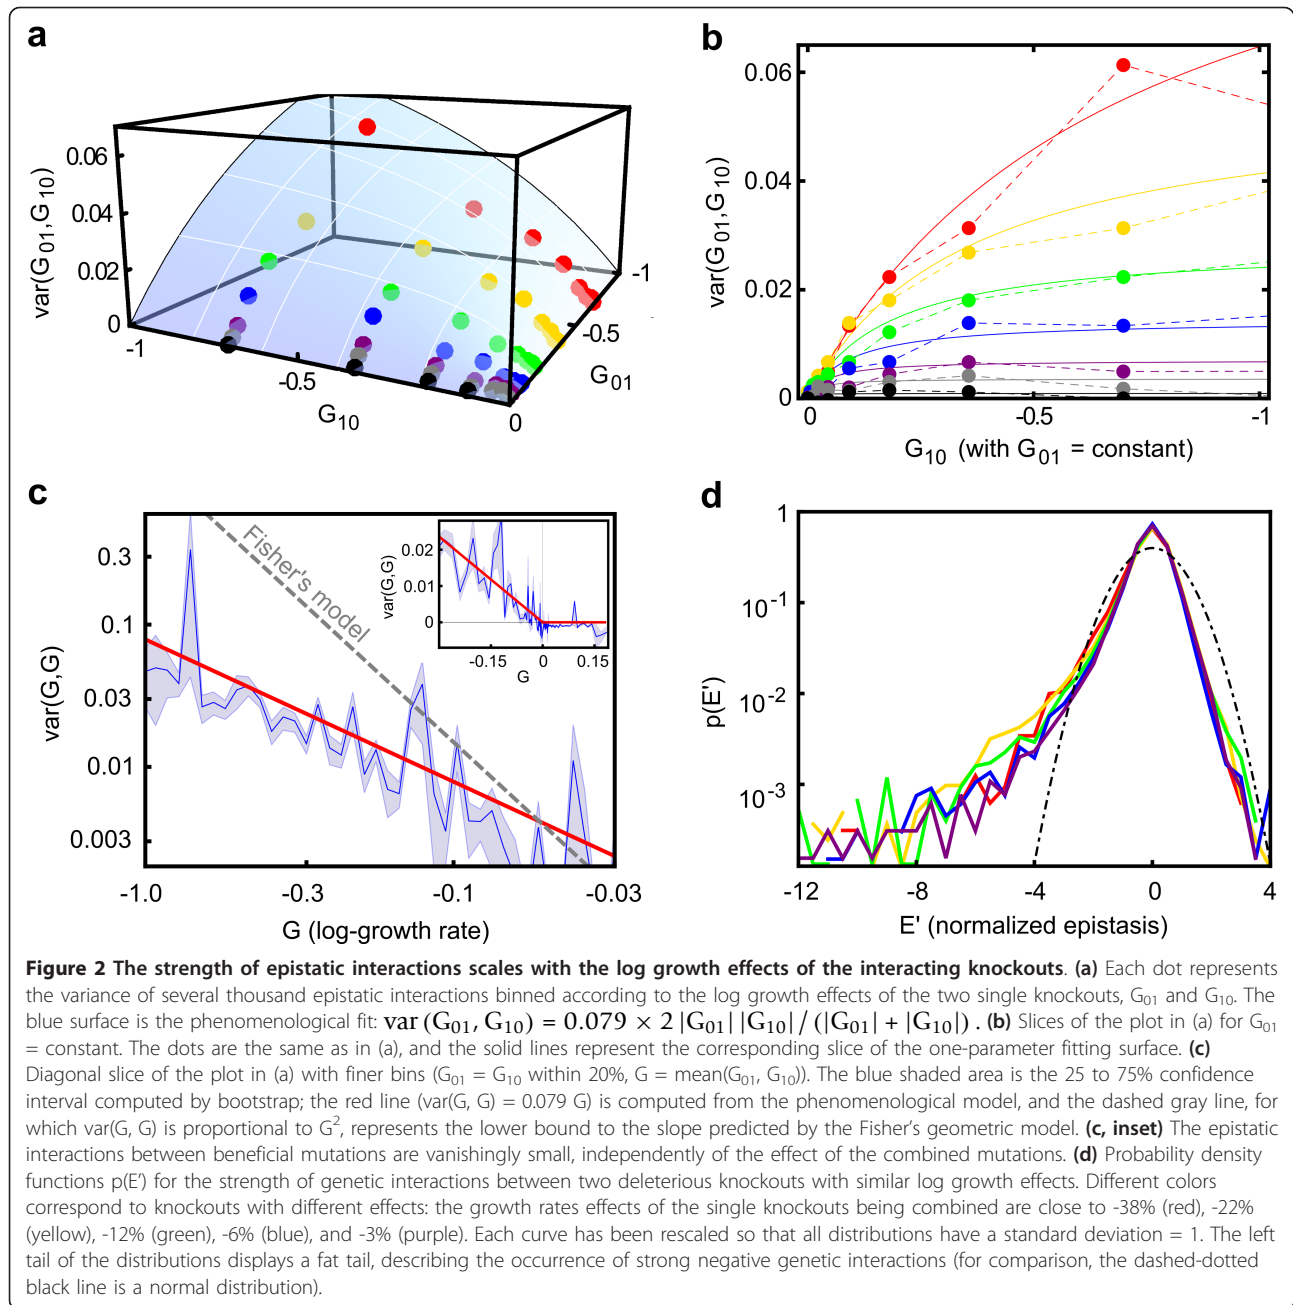 a
var(G01,G10)
0.06
0.04
0.02
0
-1
-0.5
0
G10
-1
-0.5
G01
b
var(G01,G10)
0.06
0.04
0.02
0
0
-0.5
-1
G10 (with G01 = constant)
c
var(G,G)
0.3
0.1
0.03
0.01
0.003
-1.0
-0.3
-0.1
-0.03
G (log-growth rate)
Fisher's model
var(G,G)
0.02
0.01
0
-0.15
0
0.15
G
d
p(E')
1
10-1
10-2
10-3
-12
-8
-4
0
4
E' (normalized epistasis)
Figure 2 The strength of epistatic interactions scales with the log growth effects of the interacting knockouts. (a) Each dot represents
the variance of several thousand epistatic interactions binned according to the log growth effects of the two single knockouts, G01 and G10. The
blue surface is the phenomenological fit: var (G01, G10) = 0.079 × 2 |G01| |G10| / (|G01| + |G10|) . (b) Slices of the plot in (a) for G01
= constant. The dots are the same as in (a), and the solid lines represent the corresponding slice of the one-parameter fitting surface. (c)
Diagonal slice of the plot in (a) with finer bins (G01 = G10 within 20%, G = mean(G01, G10)). The blue shaded area is the 25 to 75% confidence
interval computed by bootstrap; the red line (var(G, G) = 0.079 G) is computed from the phenomenological model, and the dashed gray line, for
which var(G, G) is proportional to G2, represents the lower bound to the slope predicted by the Fisher's geometric model. (c, inset) The epistatic
interactions between beneficial mutations are vanishingly small, independently of the effect of the combined mutations. (d) Probability density
functions p(E') for the strength of genetic interactions between two deleterious knockouts with similar log growth effects. Different colors
correspond to knockouts with different effects: the growth rates effects of the single knockouts being combined are close to -38% (red), -22%
(yellow), -12% (green), -6% (blue), and -3% (purple). Each curve has been rescaled so that all distributions have a standard deviation = 1. The left
tail of the distributions displays a fat tail, describing the occurrence of strong negative genetic interactions (for comparison, the dashed-dotted
black line is a normal distribution).